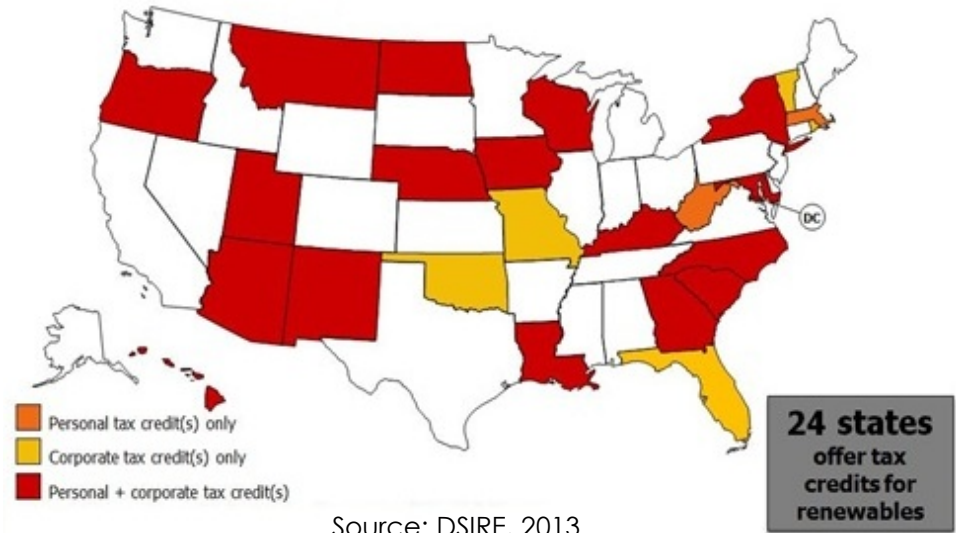 DC
Personal tax credit(s) only
Corporate tax credit(s) only
Personal + corporate tax credit(s)
24 states
offer tax
credits for
renewables
Source: DSIRE, 2013